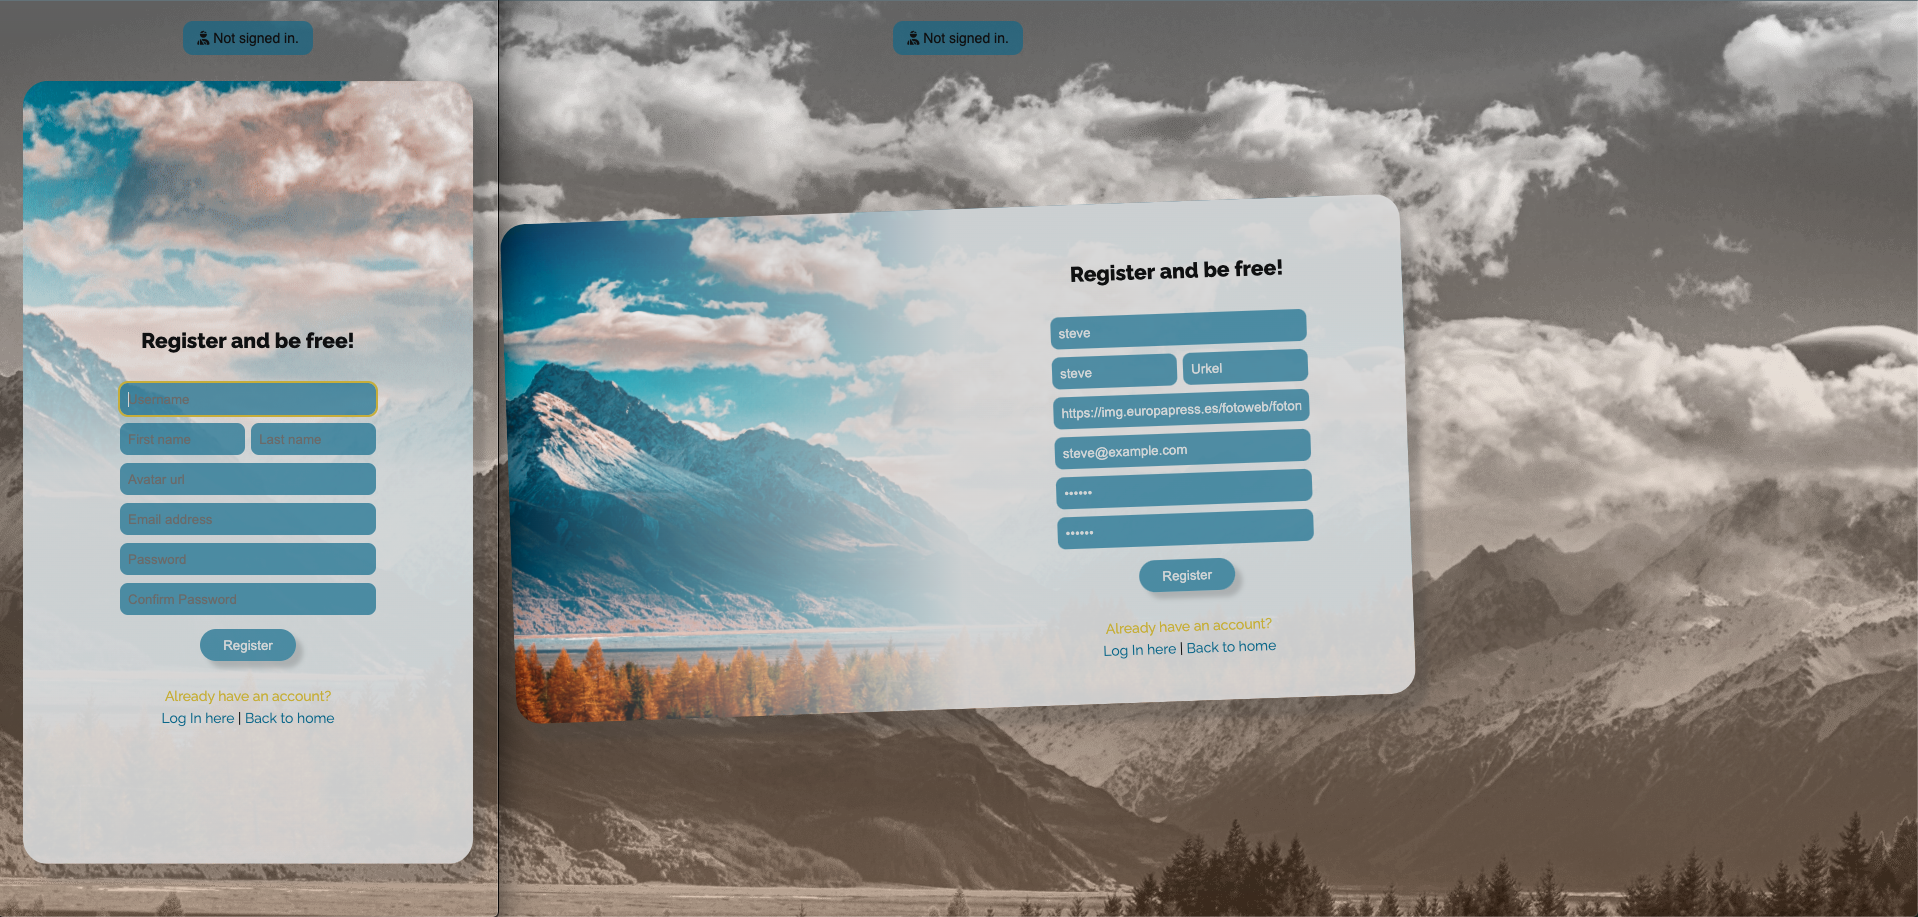 Not signed in.
Register and be free!
Username
First name Last name
Avatar url
Email address
Password
Confirm Password
Register
Already have an account?
Log In here | Back to home
Not signed in.
Register and be free!
steve
steve Urkel
https://img.europapress.es/fotoweb/foton
steve@example.com
••••••
••••••
Register
Already have an account?
Log In here | Back to home